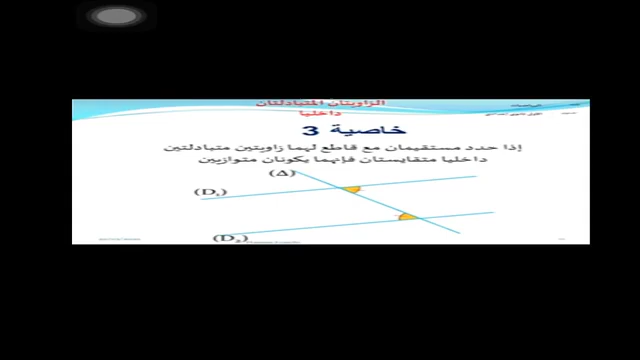 الزاويتان المتبادلتان
داخليا
خاصية 3
إذا حدد مستقيمان مع قاطع لهما زاويتين متبادلتين
داخليا متقايستان فإنهما يكونان متوازيين
(Δ)
(D₁)